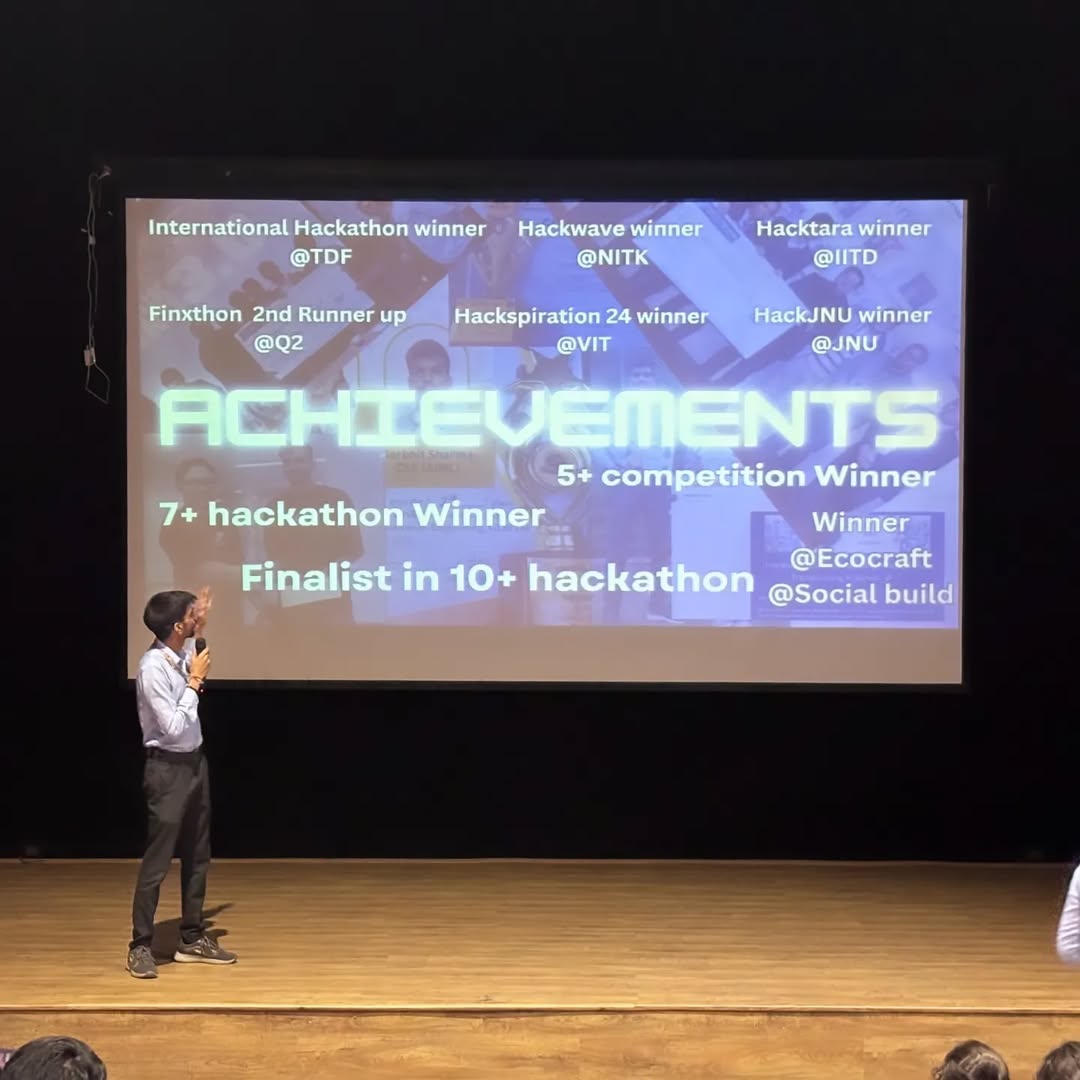 International Hackathon winner
@TDF
Hackwave winner
@NITK
Hacktara winner
@IITD
Finxthon 2nd Runner up
@Q2
Hackspiration 24 winner
@VIT
HackJNU winner
@JNU
ACHIEVEMENTS
5+ competition Winner
7+ hackathon Winner
Finalist in 10+ hackathon
Winner
@Ecocraft
@Social build